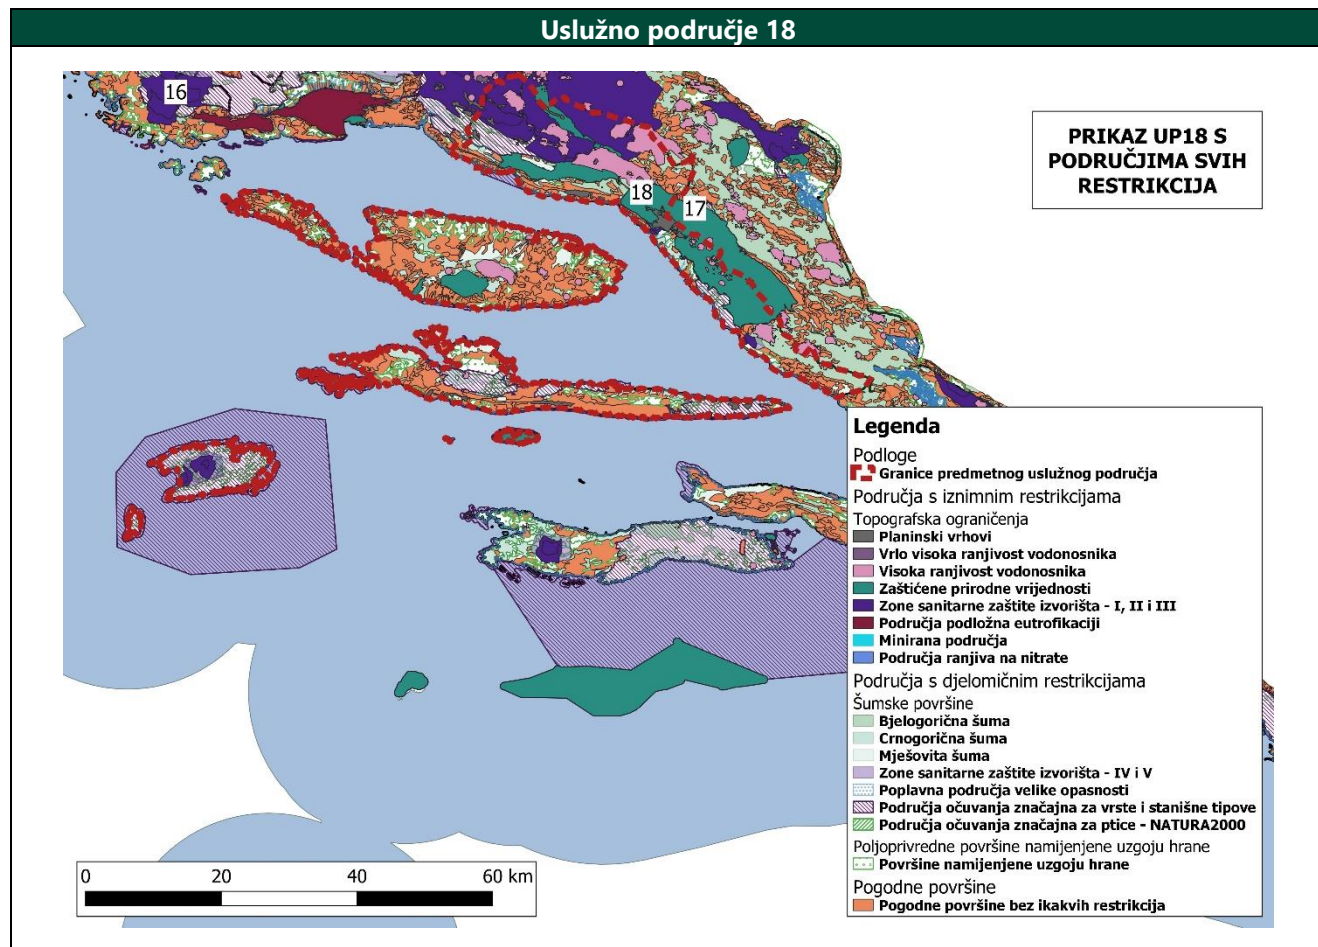 Uslužno područje 18
16
PRIKAZ UP18 S
PODRUČJIMA SVIH
RESTRIKCIJA
18
17
Legenda
Podloge
Granice predmetnog uslužnog područja
Područja s iznimnim restrikcijama
Topografska ograničenja
Planinski vrhovi
Vrlo visoka ranjivost vodonosnika
Visoka ranjivost vodonosnika
Zaštićene prirodne vrijednosti
Zone sanitarne zaštite izvorišta - I, II i III
Područja podložna eutrofikaciji
Minirana područja
Područja ranjiva na nitrate
Područja s djelomičnim restrikcijama
Šumske površine
Bjelogorična šuma
Crnogorična šuma
Mješovita šuma
Zone sanitarne zaštite izvorišta - IV i V
Poplavna područja velike opasnosti
Područja očuvanja značajna za vrste i stanišne tipove
Područja očuvanja značajna za ptice - NATURA2000
Poljoprivredne površine namijenjene uzgoju hrane
Površine namijenjene uzgoju hrane
Pogodne površine
Pogodne površine bez ikakvih restrikcija
0 20 40 60 km